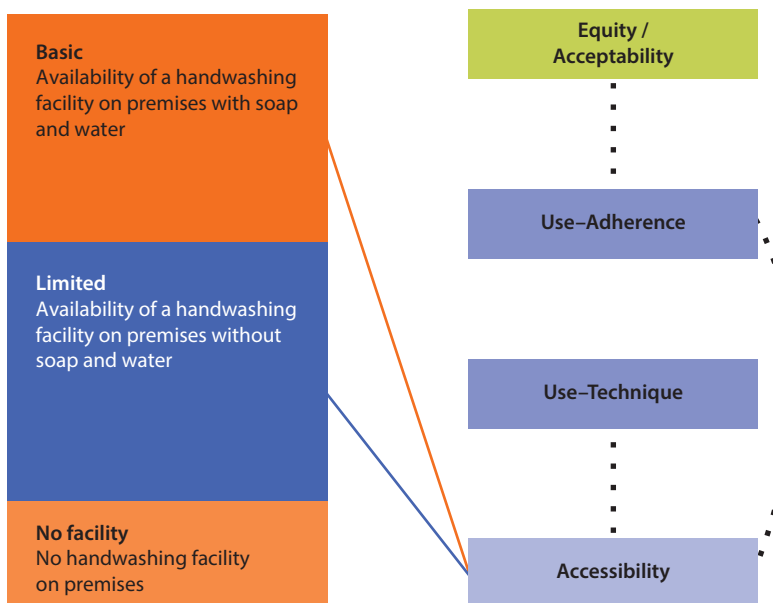 Basic
Availability of a handwashing
facility on premises with soap
and water
Limited
Availability of a handwashing
facility on premises without
soap and water
No facility
No handwashing facility
on premises
Equity /
Acceptability
Use–Adherence
Use–Technique
Accessibility